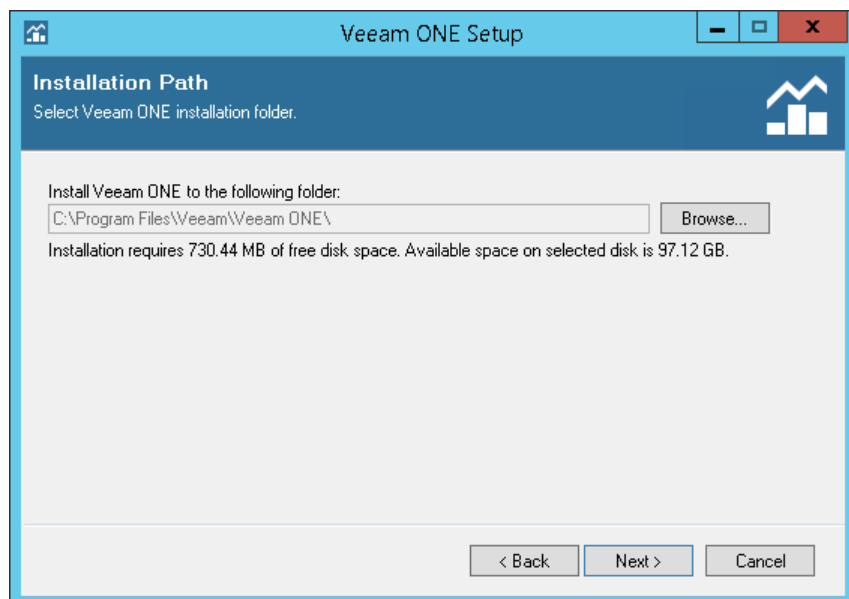 Veeam ONE Setup
Installation Path
Select Veeam ONE installation folder.
Install Veeam ONE to the following folder:
C:\Program Files\Veeam\Veeam ONE\
Browse...
Installation requires 730.44 MB of free disk space. Available space on selected disk is 97.12 GB.
< Back
Next >
Cancel